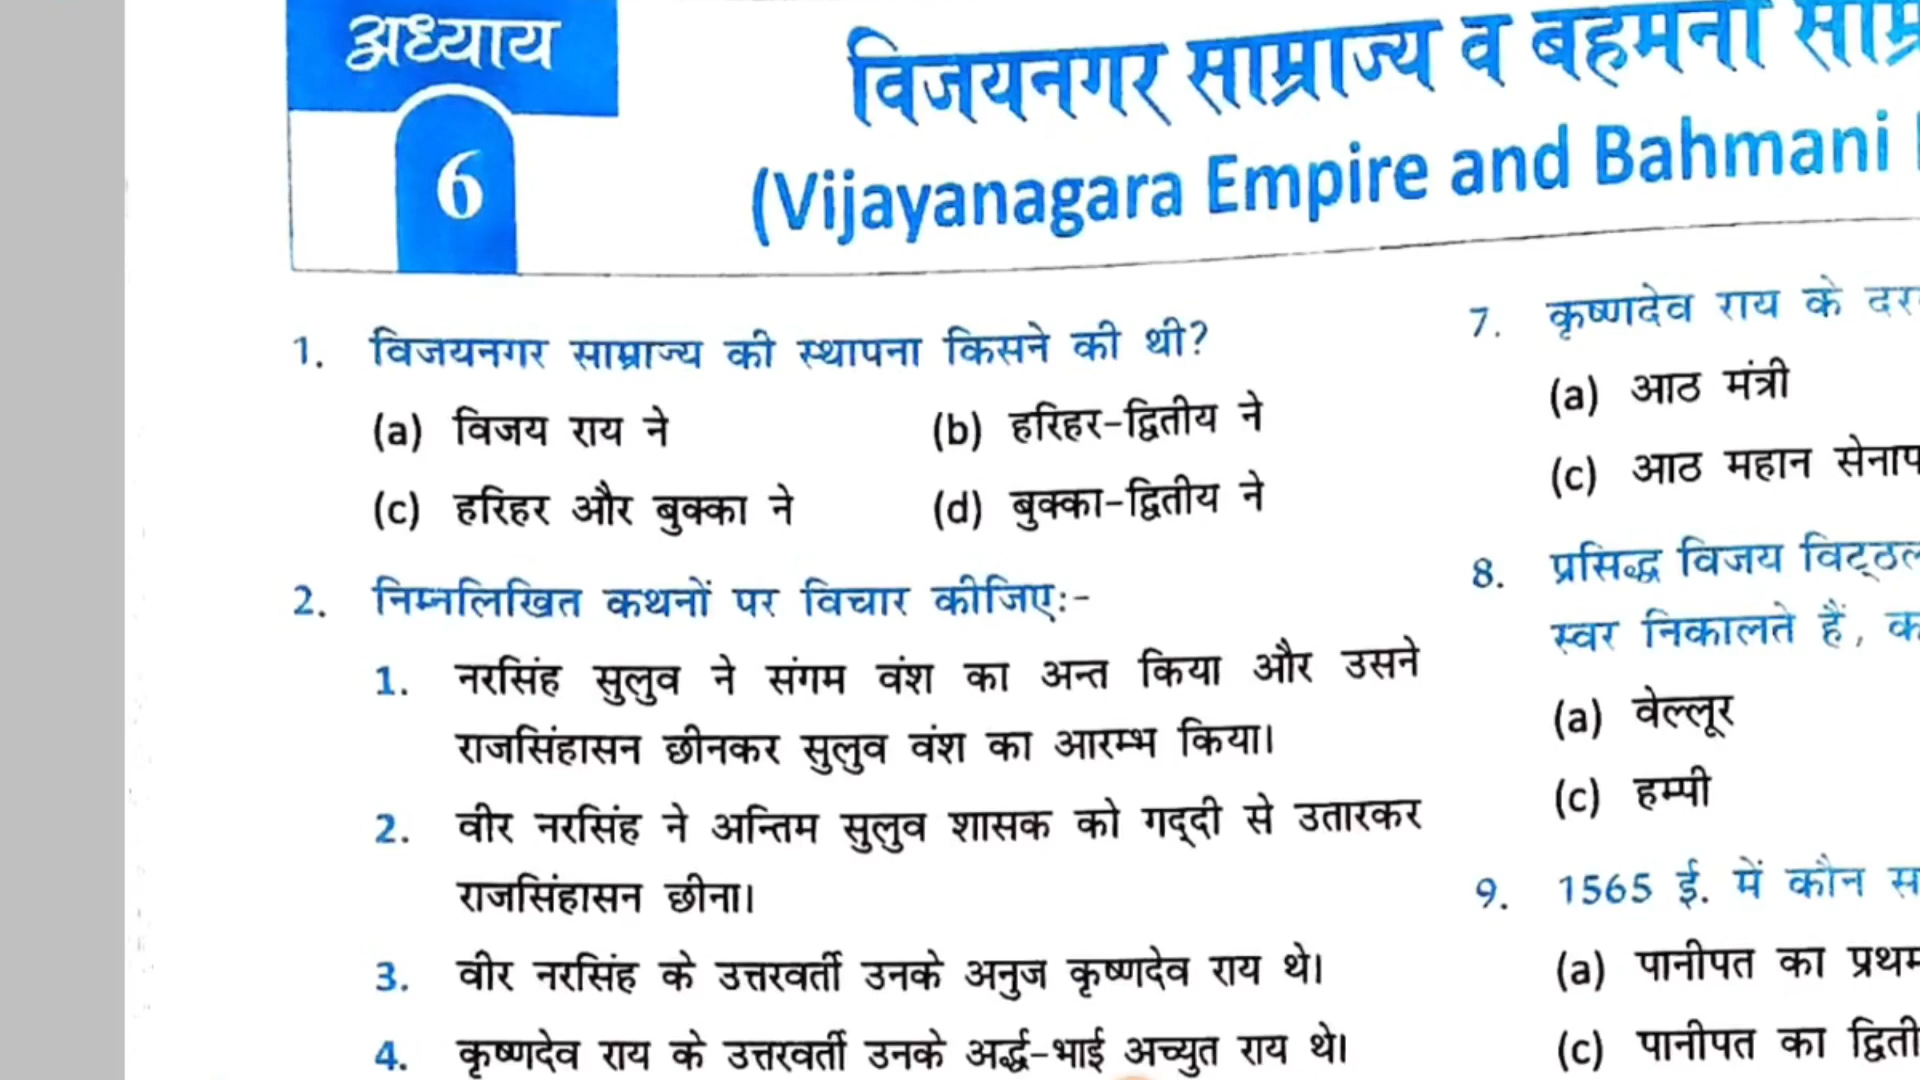 अध्याय
6
विजयनगर साम्राज्य व बहमनी
(Vijayanagara Empire and Bahmani
1. विजयनगर साम्राज्य की स्थापना किसने की थी?
(a) विजय राय ने (b) हरिहर-द्वितीय ने
(c) हरिहर और बुक्का ने (d) बुक्का-द्वितीय ने
2. निम्नलिखित कथनों पर विचार कीजिए:-
1. नरसिंह सुलुव ने संगम वंश का अन्त किया और उसने
राजसिंहासन छीनकर सुलुव वंश का आरम्भ किया।
2. वीर नरसिंह ने अन्तिम सुलुव शासक को गद्दी से उतारकर
राजसिंहासन छीना।
3. वीर नरसिंह के उत्तरवर्ती उनके अनुज कृष्णदेव राय थे।
4. कृष्णदेव राय के उत्तरवर्ती उनके अर्द्ध-भाई अच्युत राय थे।
7. कृष्णदेव राय के
(a) आठ मंत्री
(c) आठ महान
8. प्रसिद्ध विजय
स्वर निकालते हैं,
(a) वेल्लूर
(c) हम्पी
9. 1565 ई. में कौन
(a) पानीपत का
(c) पानीपत का